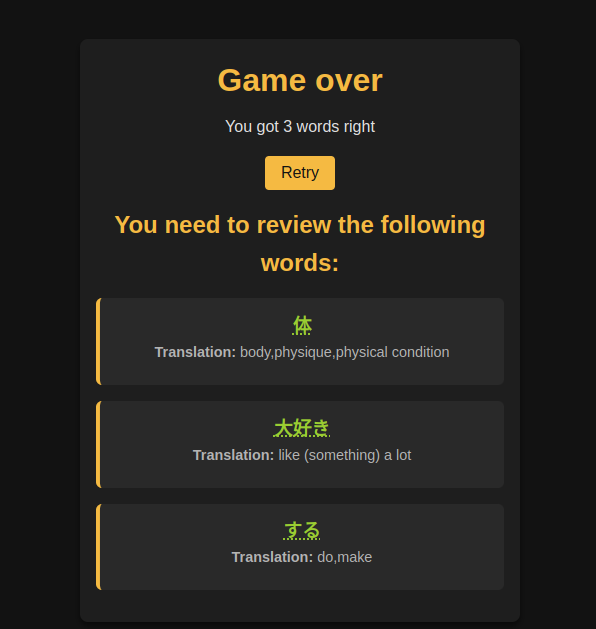 Game over
You got 3 words right
Retry
You need to review the following
words:
体
Translation: body,physique,physical condition
大好き
Translation: like (something) a lot
する
Translation: do,make